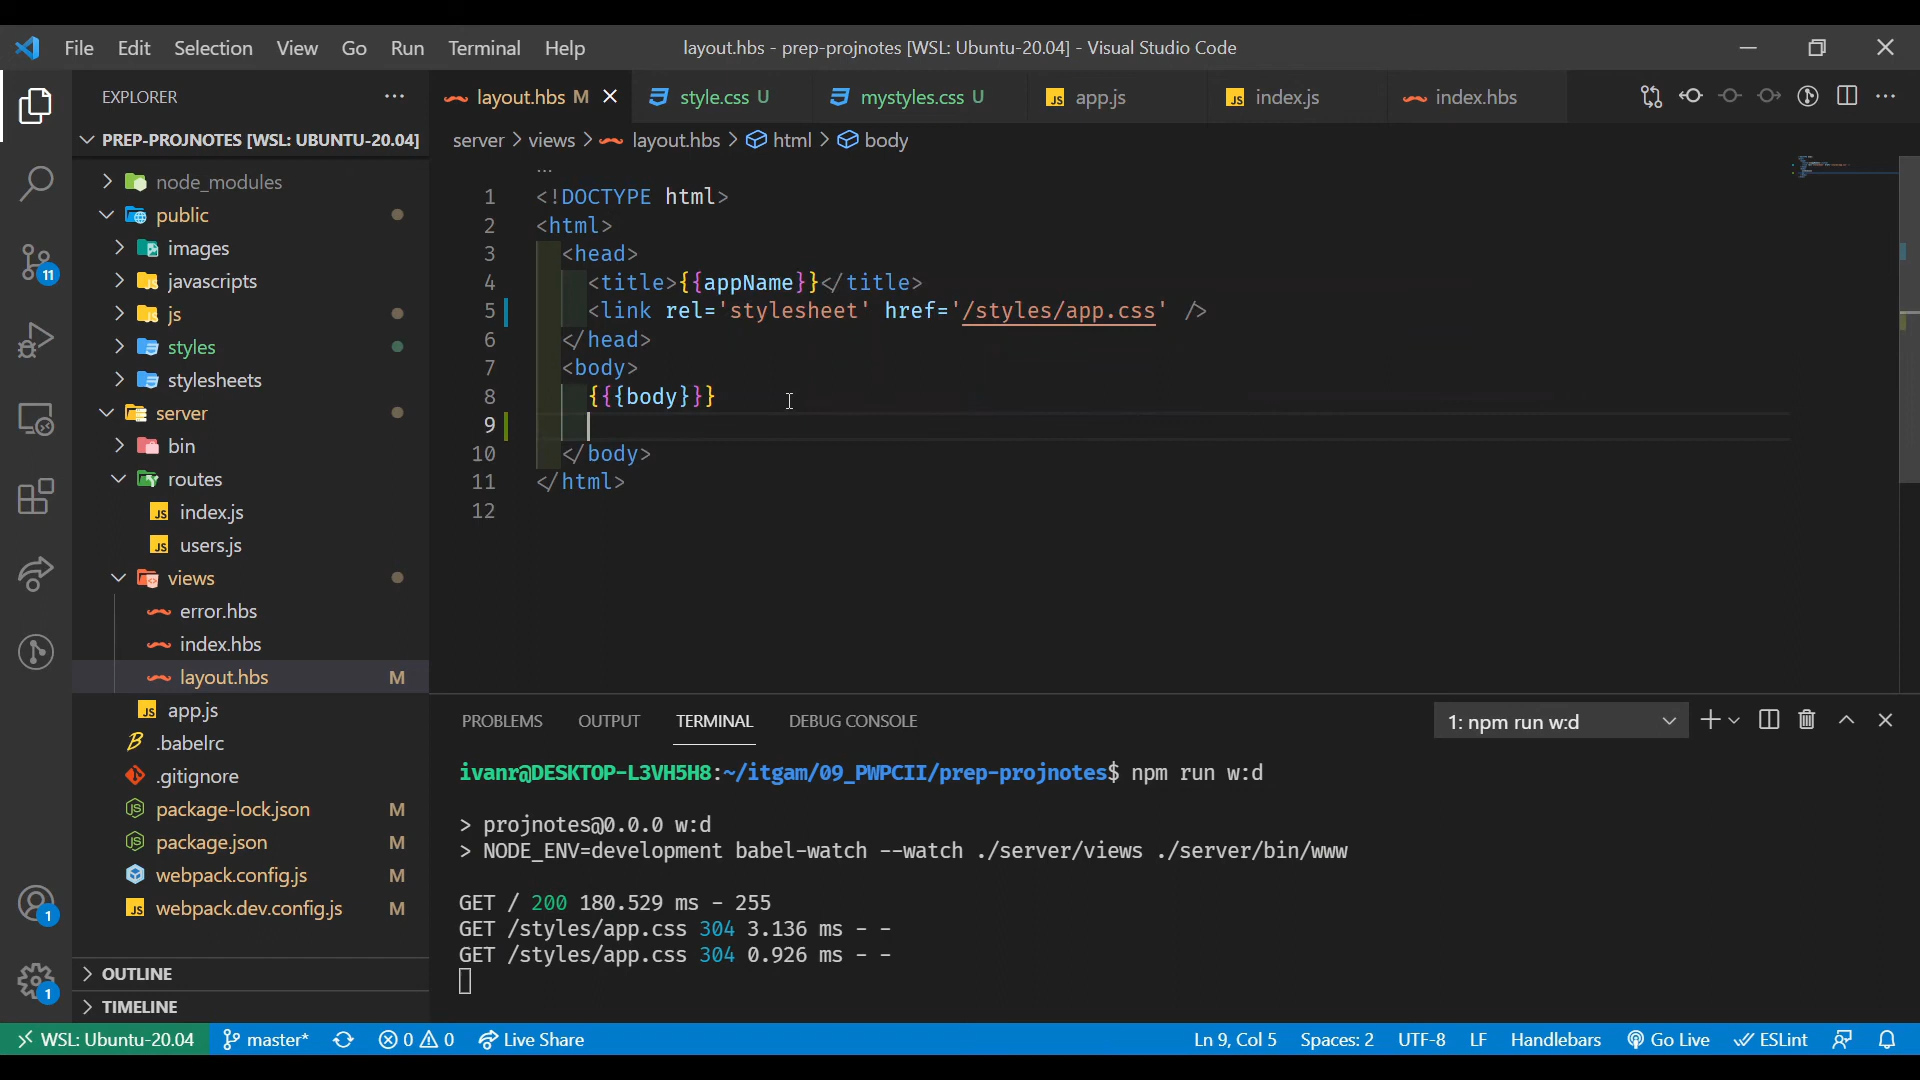 File Edit Selection View Go Run Terminal Help
layout.hbs - prep-projnotes [WSL: Ubuntu-20.04] - Visual Studio Code
EXPLORER
PREP-PROJNOTES [WSL: UBUNTU-20.04]
node_modules
public
images
javascripts
js
styles
stylesheets
server
bin
routes
index.js
users.js
views
error.hbs
index.hbs
layout.hbs M
app.js
.babelrc
.gitignore
package-lock.json M
package.json M
webpack.config.js M
webpack.dev.config.js M
OUTLINE
TIMELINE
11
1
1
layout.hbs M style.css U mystyles.css U app.js index.js index.hbs
server > views > layout.hbs > html > body
...
1 <!DOCTYPE html>
2 <html>
3 <head>
4 <title>{{appName}}</title>
5 <link rel='stylesheet' href='/styles/app.css' />
6 </head>
7 <body>
8 {{{body}}}
9
10 </body>
11 </html>
12
PROBLEMS OUTPUT TERMINAL DEBUG CONSOLE
1: npm run w:d
ivanr@DESKTOP-L3VH5H8:~/itgam/09_PWPCII/prep-projnotes$ npm run w:d
> projnotes@0.0.0 w:d
> NODE_ENV=development babel-watch --watch ./server/views ./server/bin/www
GET / 200 180.529 ms - 255
GET /styles/app.css 304 3.136 ms - -
GET /styles/app.css 304 0.926 ms - -
WSL: Ubuntu-20.04 master* 0 0 Live Share Ln 9, Col 5 Spaces: 2 UTF-8 LF Handlebars Go Live ESLint